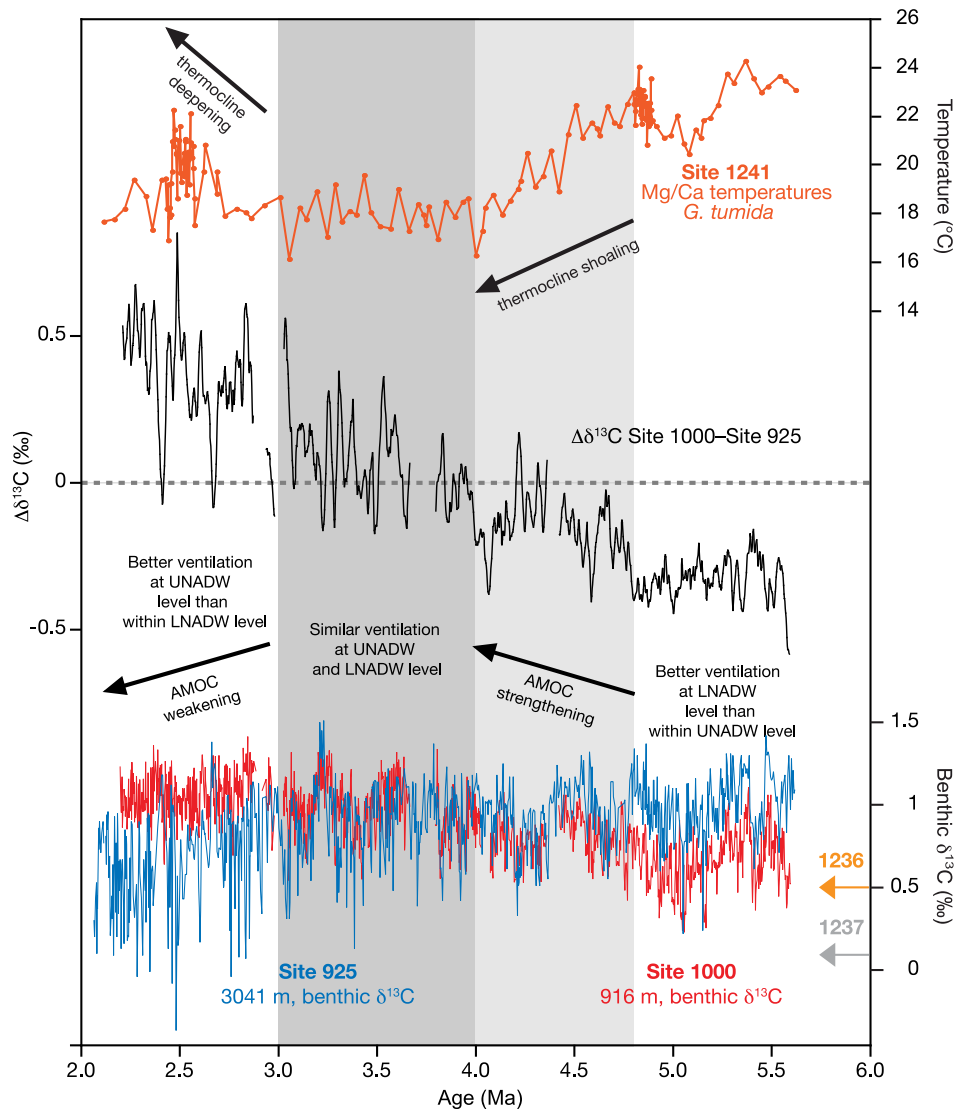 26
24
22
20
18
16
14
Temperature (°C)
thermocline
deepening
Site 1241
Mg/Ca temperatures
G. tumida
thermocline shoaling
0.5
0
-0.5
Δδ¹³C (‰)
Δδ¹³C Site 1000–Site 925
Better ventilation
at UNADW
level than
within LNADW level
Similar ventilation
at UNADW
and LNADW level
Better ventilation
at LNADW
level than
within UNADW level
AMOC
weakening
AMOC
strengthening
1.5
1
0.5
0
Benthic δ¹³C (‰)
1236
1237
Site 925
3041 m, benthic δ¹³C
Site 1000
916 m, benthic δ¹³C
2.0 2.5 3.0 3.5 4.0 4.5 5.0 5.5 6.0
Age (Ma)